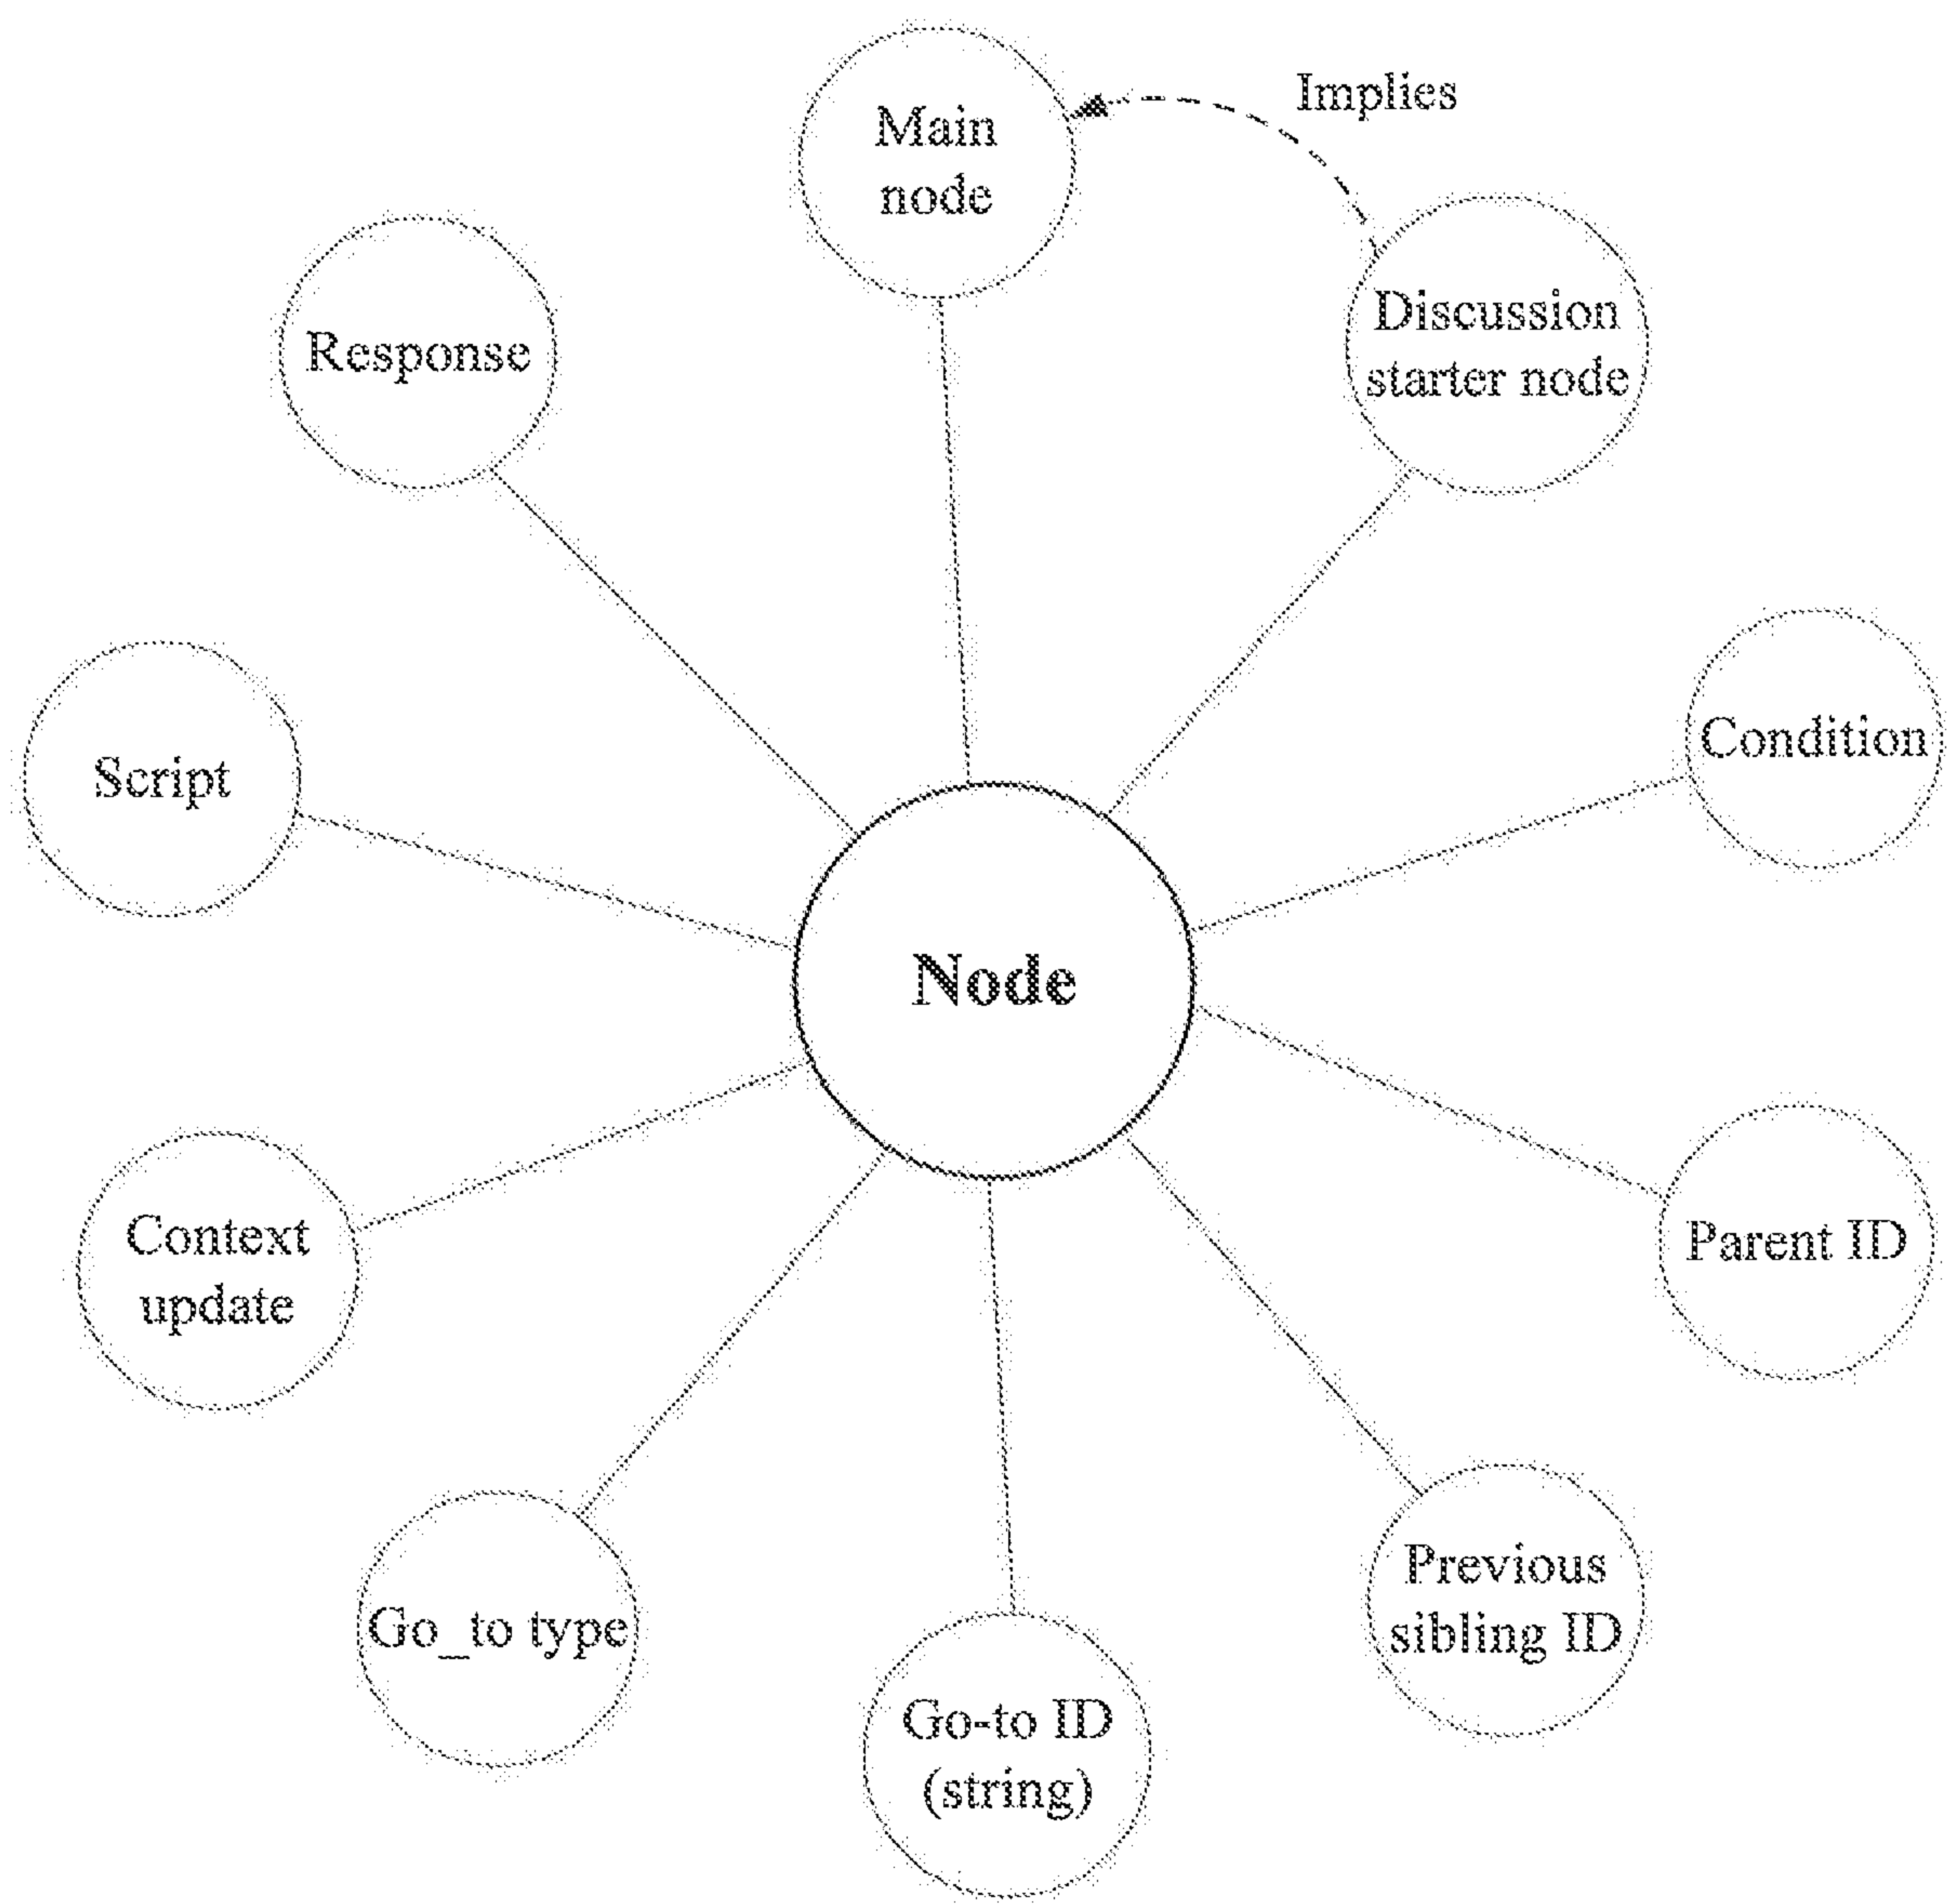 Main
node
Implies
Discussion
starter node
Response
Condition
Script
Node
Parent ID
Context
update
Previous
sibling ID
Go_to type
Go-to ID
(string)